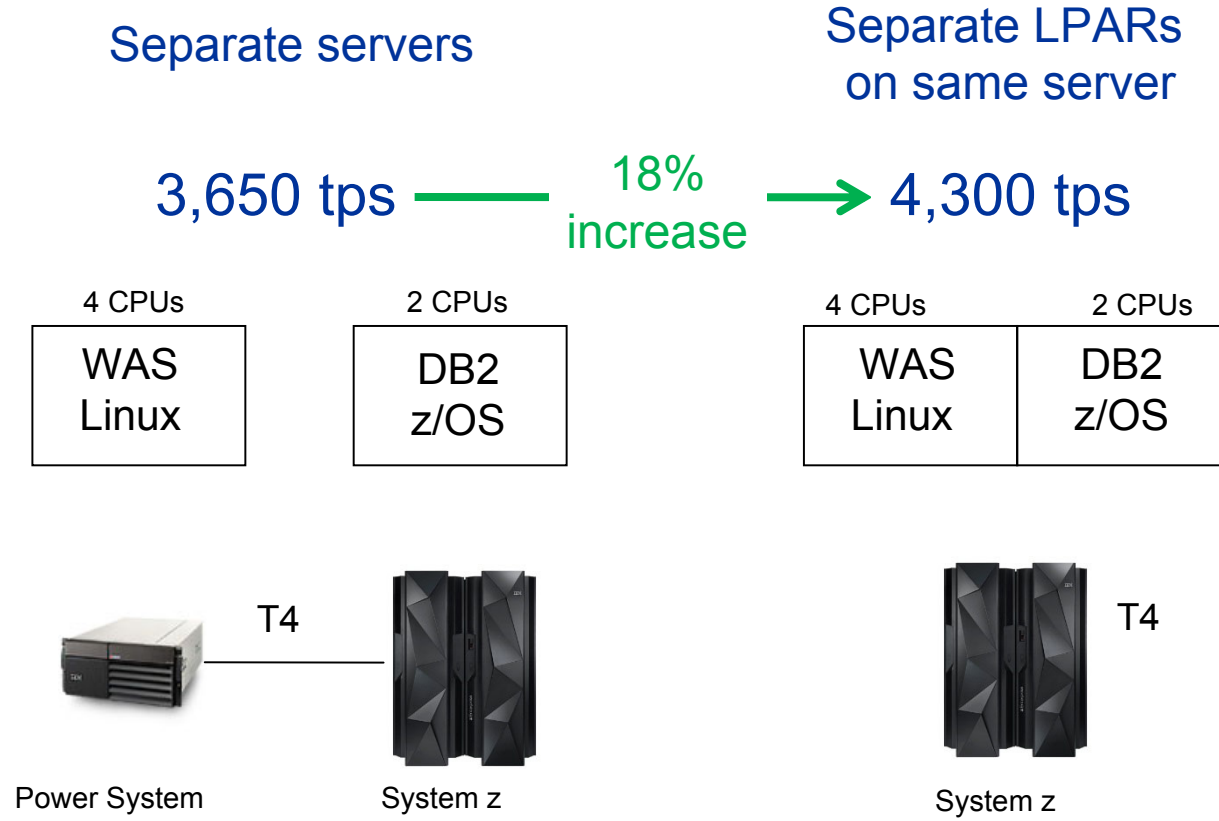 Separate servers
Separate LPARs
on same server
3,650 tps
18%
increase
4,300 tps
4 CPUs
2 CPUs
4 CPUs
2 CPUs
WAS
Linux
DB2
z/OS
WAS
Linux
DB2
z/OS
T4
T4
Power System
System z
System z